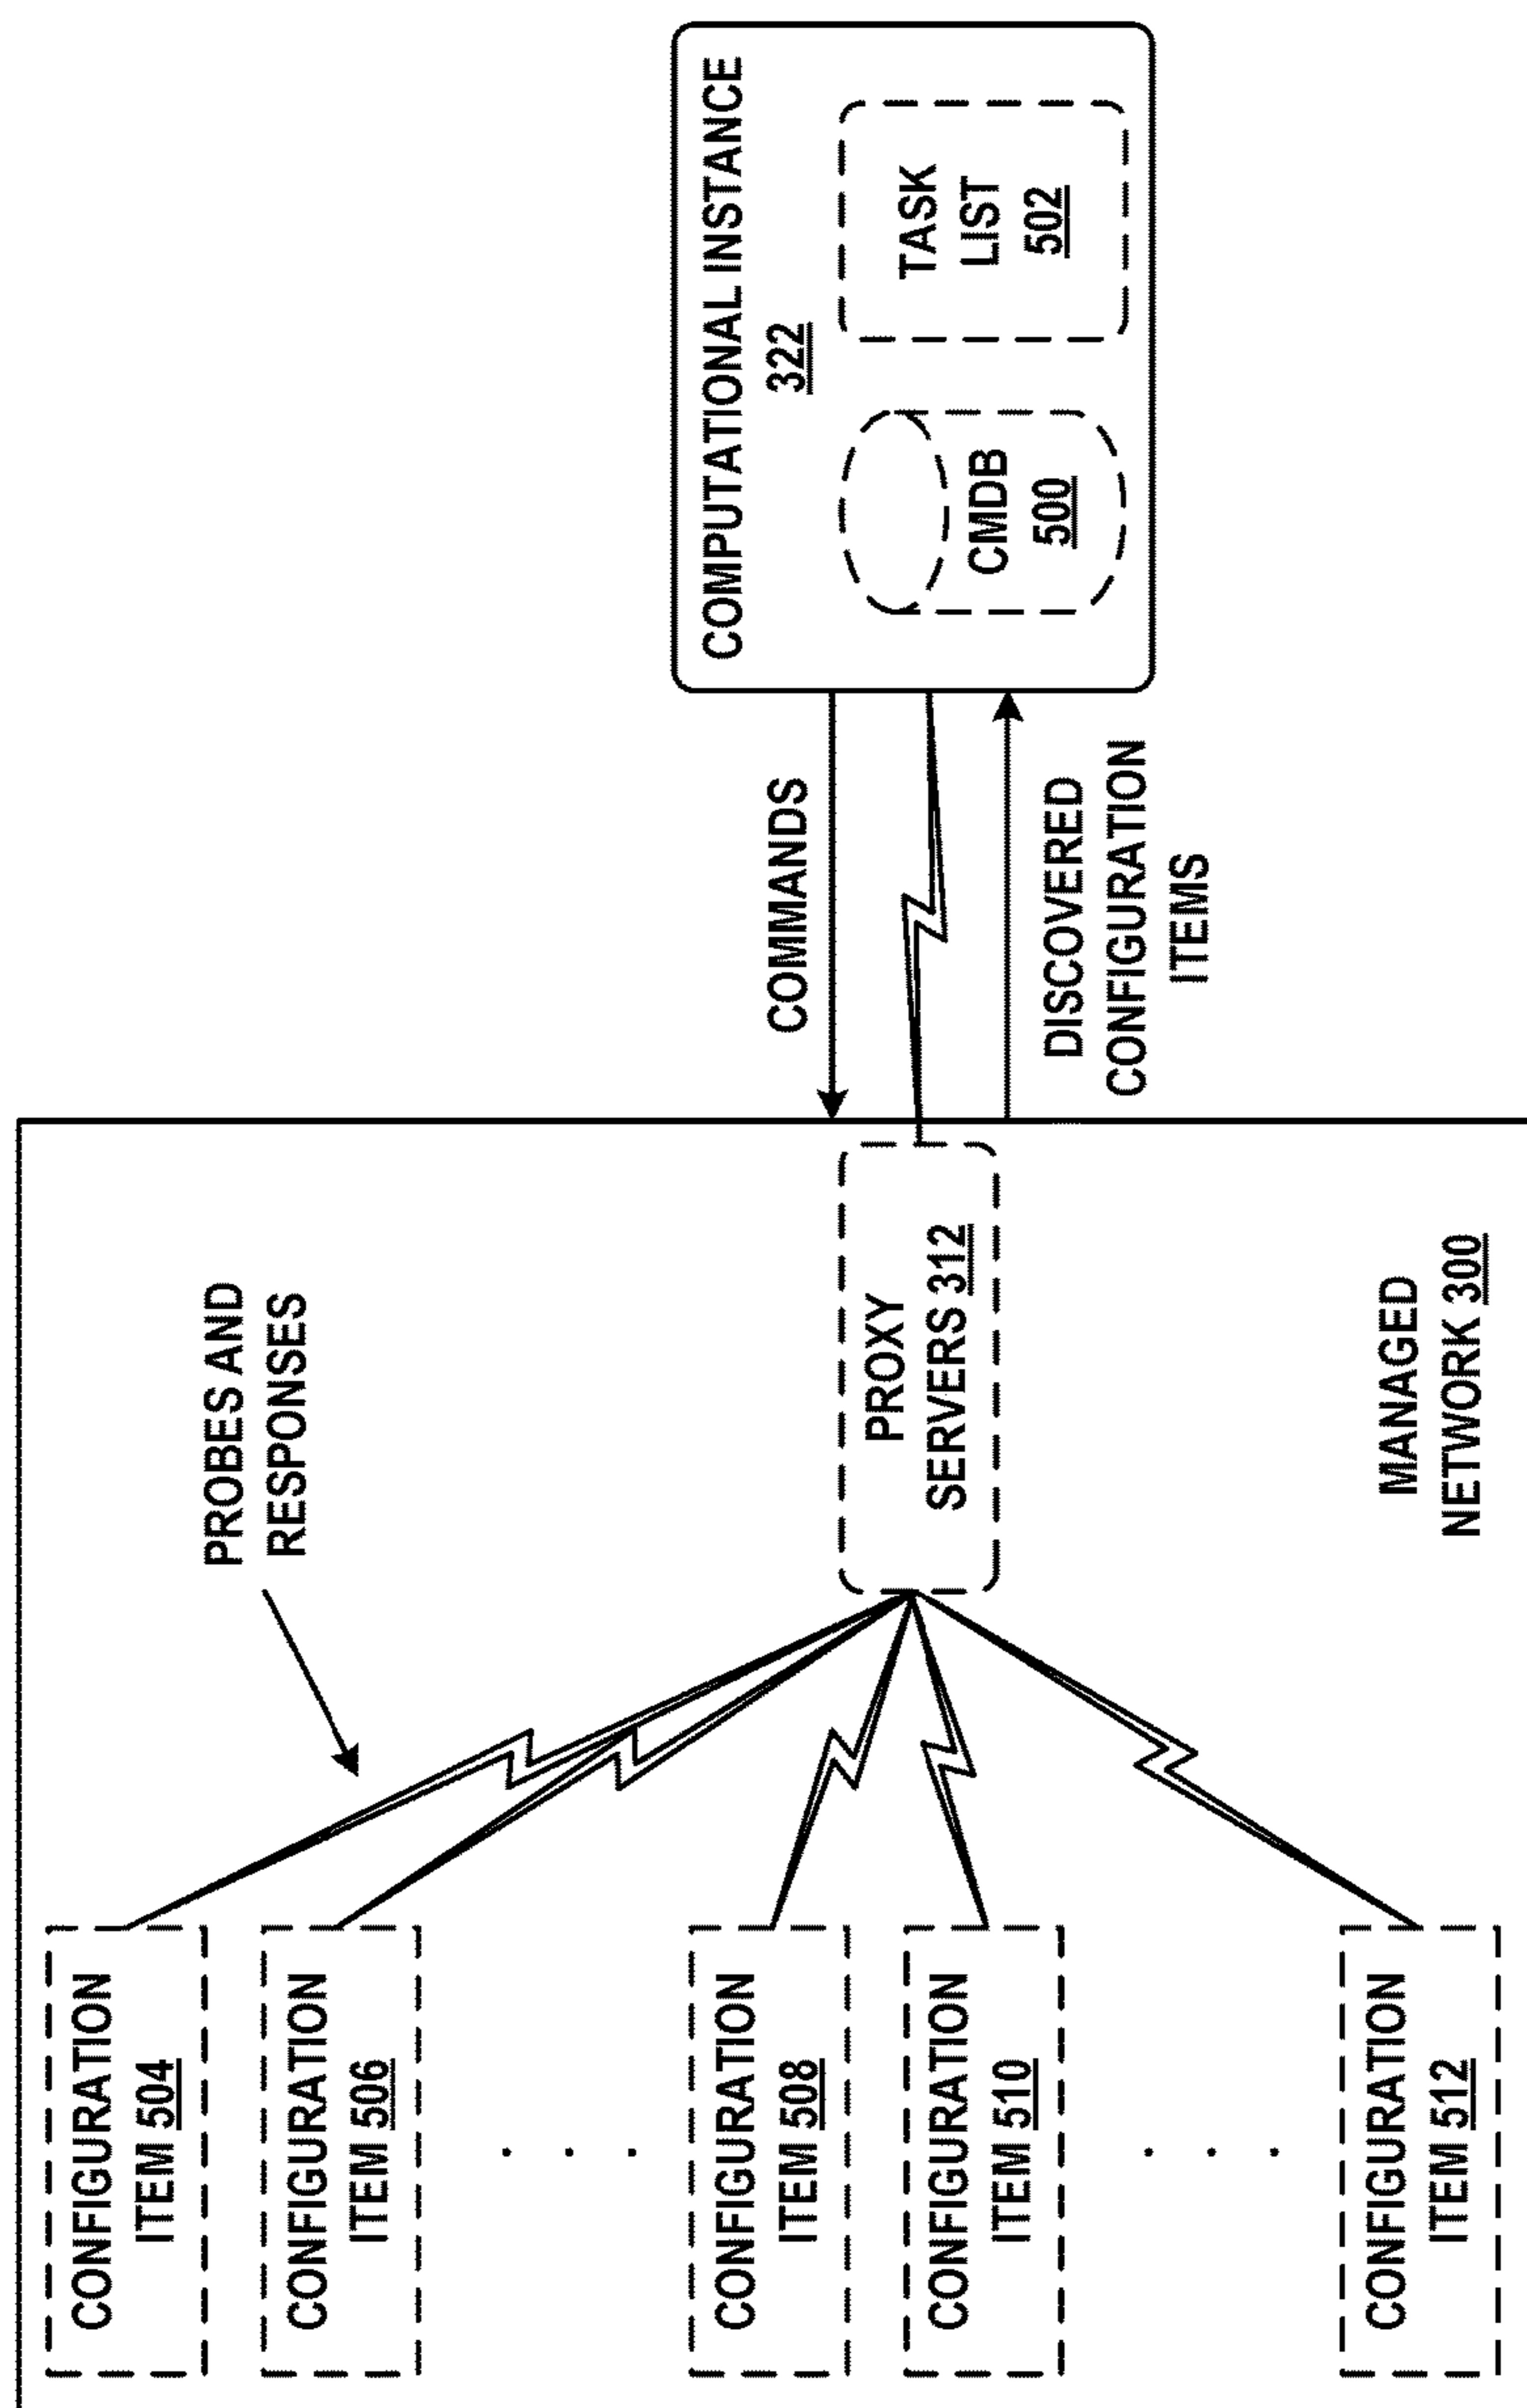 CONFIGURATION
ITEM 504
CONFIGURATION
ITEM 506
. . .
CONFIGURATION
ITEM 508
CONFIGURATION
ITEM 510
. . .
CONFIGURATION
ITEM 512
PROBES AND
RESPONSES
PROXY
SERVERS 312
MANAGED
NETWORK 300
COMMANDS
DISCOVERED
CONFIGURATION
ITEMS
COMPUTATIONAL INSTANCE
322
CMDB
500
TASK
LIST
502